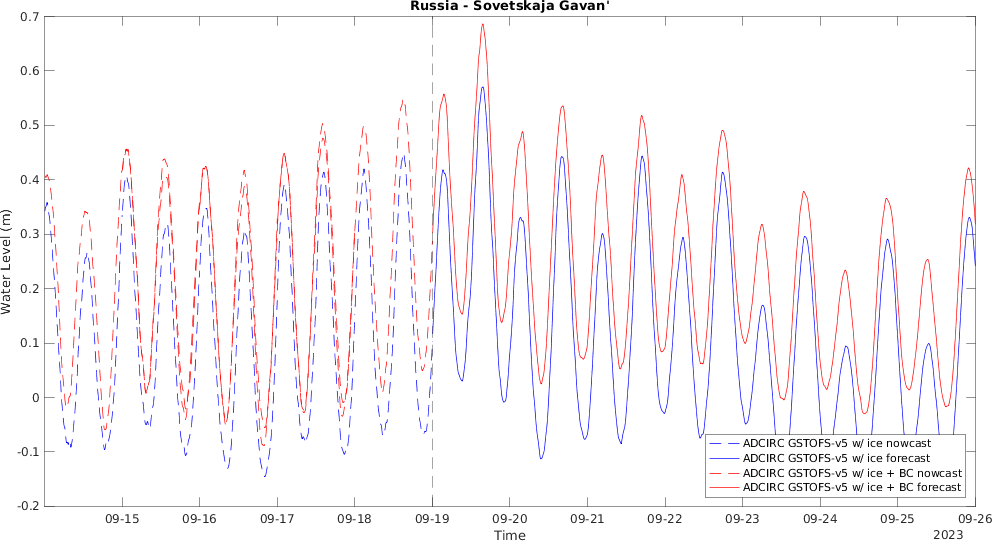 Russia - Sovetskaja Gavan'
0.7
0.6
0.5
0.4
0.3
0.2
0.1
0
-0.1
-0.2
Water Level (m)
ADCIRC GSTOFS-v5 w/ ice nowcast
ADCIRC GSTOFS-v5 w/ ice forecast
ADCIRC GSTOFS-v5 w/ ice + BC nowcast
ADCIRC GSTOFS-v5 w/ ice + BC forecast
09-15 09-16 09-17 09-18 09-19 09-20 09-21 09-22 09-23 09-24 09-25 09-26
Time
2023